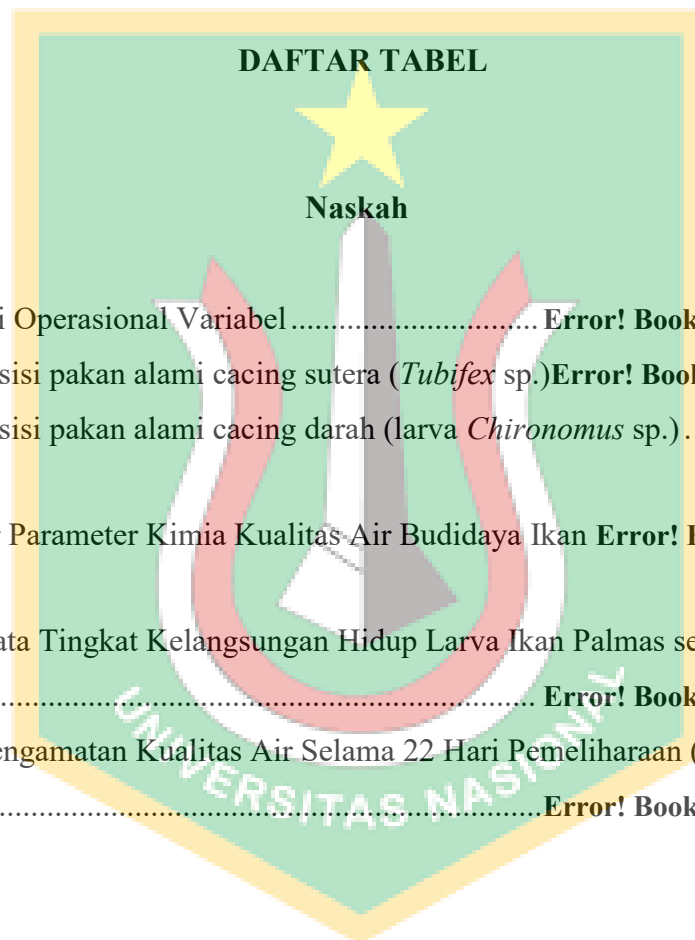 DAFTAR TABEL
Naskah
i Operasional Variabel.............................. Error! Book
sisi pakan alami cacing sutera (Tubifex sp.)Error! Book
sisi pakan alami cacing darah (larva Chironomus sp.)..
Parameter Kimia Kualitas Air Budidaya Ikan Error!
ata Tingkat Kelangsungan Hidup Larva Ikan Palmas se
.................................................................... Error! Book
engamatan Kualitas Air Selama 22 Hari Pemeliharaan (
.....................................................................Error! Book
UNIVERSITAS NASIONAL